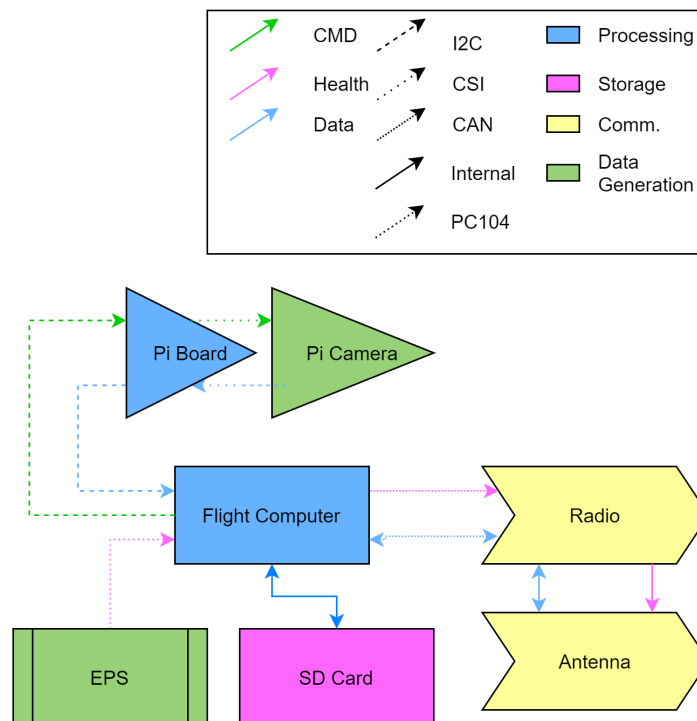 CMD
I2C
Processing
Health
CSI
Storage
Data
CAN
Comm.
Internal
Data
Generation
PC104
Pi Board
Pi Camera
Flight Computer
Radio
EPS
SD Card
Antenna